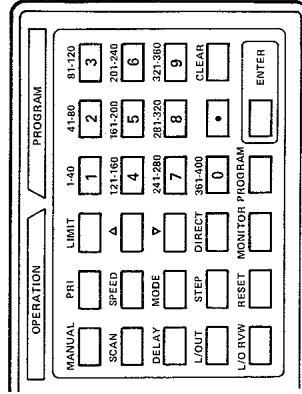 OPERATION PROGRAM
MANUAL PRI LIMIT 1-40 41-80 81-120
1 2 3
SCAN SPEED △ 121-160 161-200 201-240
4 5 6
DELAY MODE ▽ 241-280 281-320 321-360
7 8 9
L/OUT STEP DIRECT 361-400 CLEAR
0 •
L/O RVW RESET MONITOR PROGRAM
ENTER